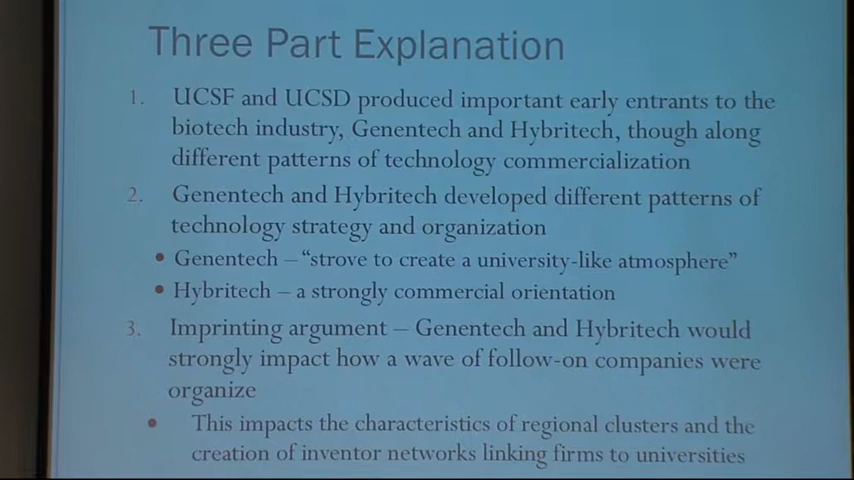 Three Part Explanation
1. UCSF and UCSD produced important early entrants to the
biotech industry, Genentech and Hybritech, though along
different patterns of technology commercialization
2. Genentech and Hybritech developed different patterns of
technology strategy and organization
• Genentech – “strove to create a university-like atmosphere”
• Hybritech – a strongly commercial orientation
3. Imprinting argument – Genentech and Hybritech would
strongly impact how a wave of follow-on companies were
organize
• This impacts the characteristics of regional clusters and the
creation of inventor networks linking firms to universities